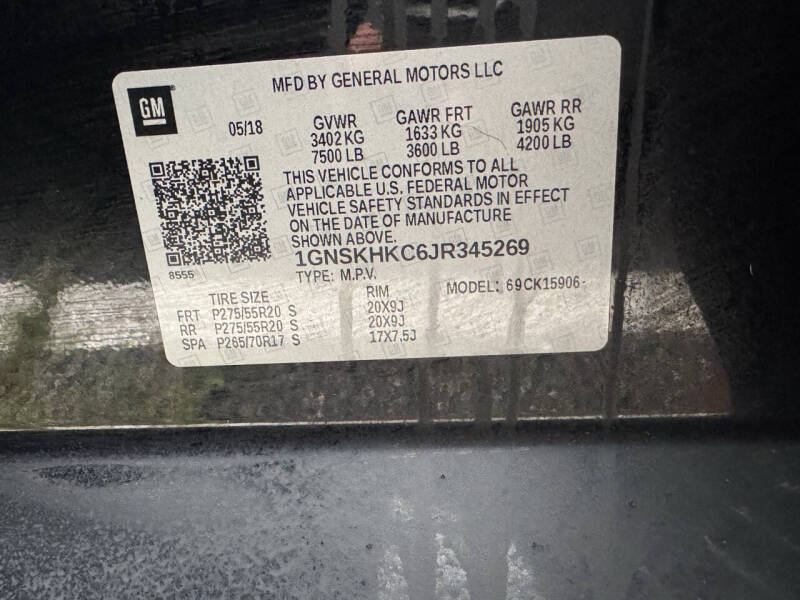 MFD BY GENERAL MOTORS LLC
GM
05/18
GVWR GAWR FRT GAWR RR
3402 KG 1633 KG 1905 KG
7500 LB 3600 LB 4200 LB
THIS VEHICLE CONFORMS TO ALL
APPLICABLE U.S. FEDERAL MOTOR
VEHICLE SAFETY STANDARDS IN EFFECT
ON THE DATE OF MANUFACTURE
SHOWN ABOVE.
1GNSKHKC6JR345269
8555
TYPE: M.P.V. MODEL: 69CK15906-
TIRE SIZE RIM
FRT P275/55R20 S 20X9J
RR P275/55R20 S 20X9J
SPA P265/70R17 S 17X7.5J